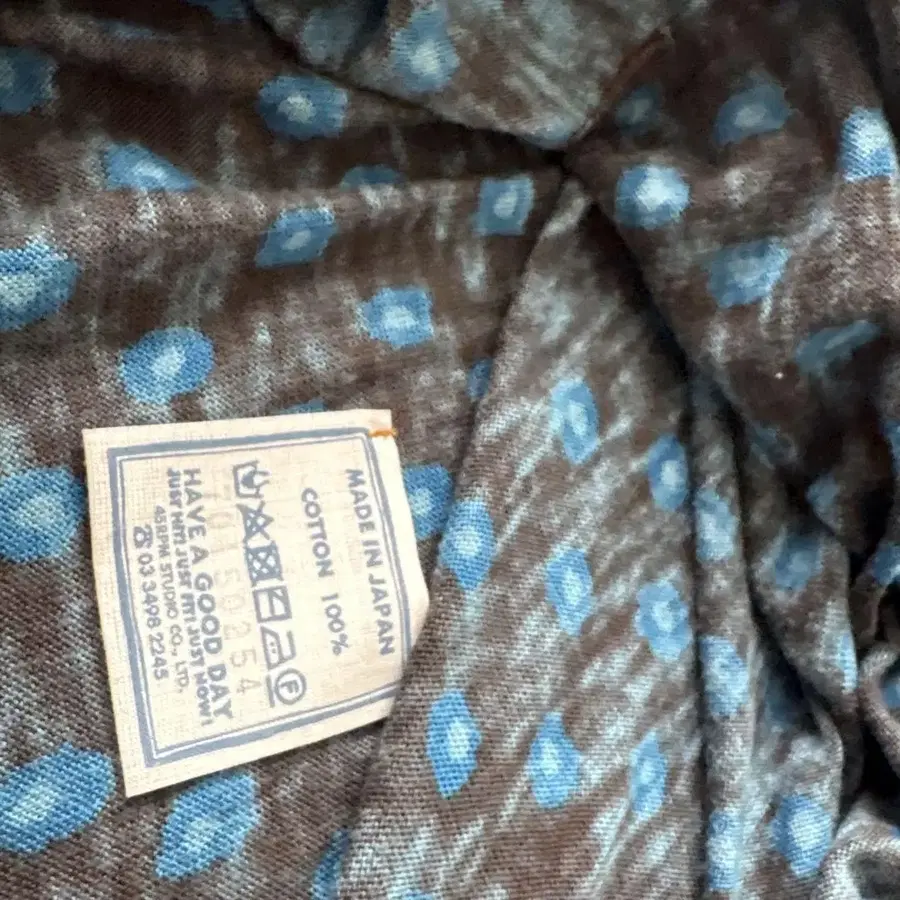 MADE IN JAPAN
COTTON 100%
F
HAVE A GOOD DAY
JUST FIT! JUST FIT! JUST NOW!
45RPM STUDIO CO., LTD.
☎ 03 3498 2245